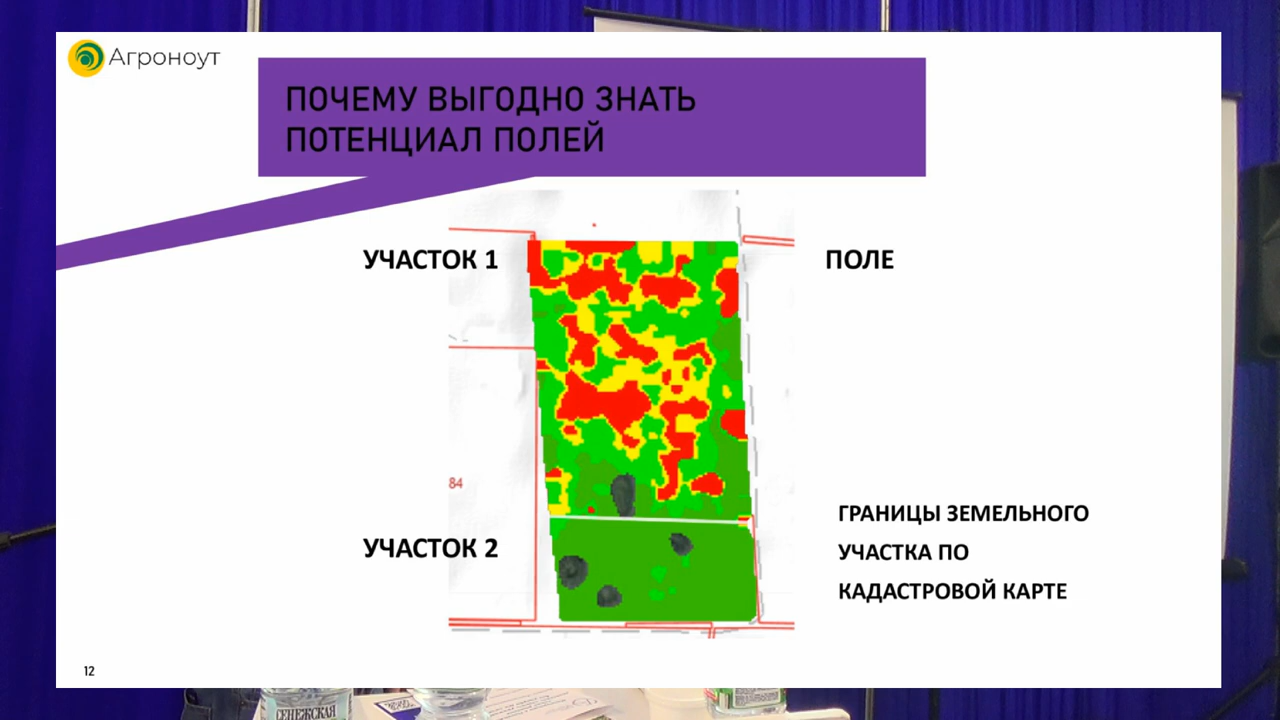 Агроноут
ПОЧЕМУ ВЫГОДНО ЗНАТЬ
ПОТЕНЦИАЛ ПОЛЕЙ
УЧАСТОК 1
ПОЛЕ
84
ГРАНИЦЫ ЗЕМЕЛЬНОГО
УЧАСТКА ПО
КАДАСТРОВОЙ КАРТЕ
УЧАСТОК 2
12
СЕНЕЖСКАЯ